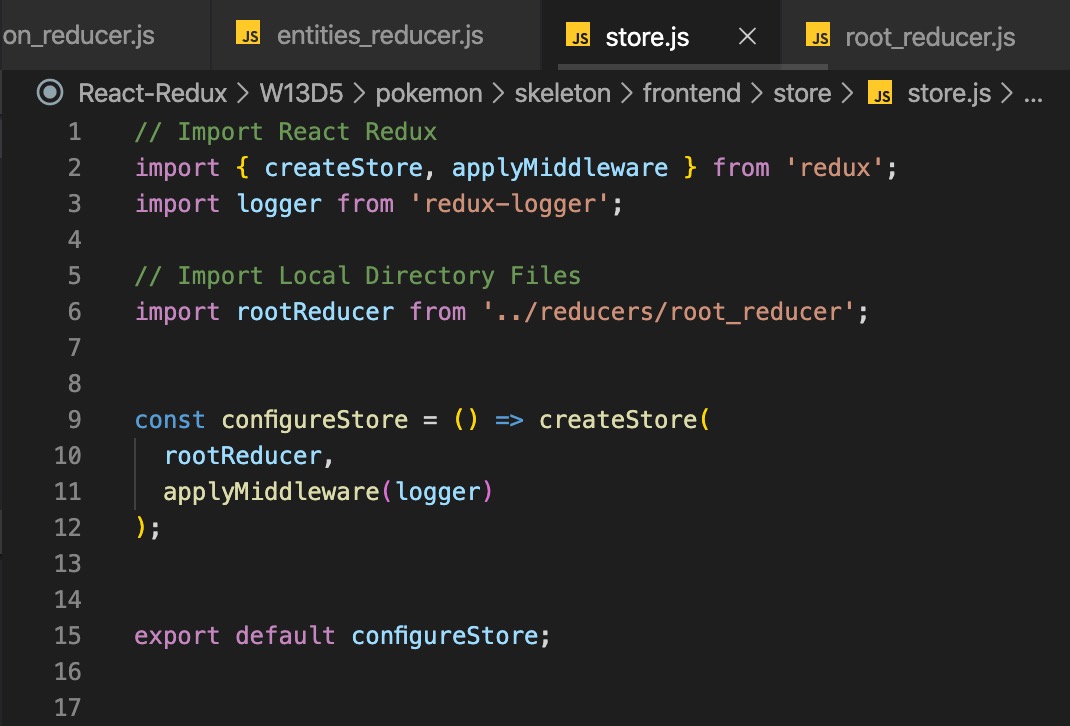 on_reducer.js JS entities_reducer.js JS store.js × JS root_reducer.js
React-Redux > W13D5 > pokemon > skeleton > frontend > store > JS store.js > ...
1 // Import React Redux
2 import { createStore, applyMiddleware } from 'redux';
3 import logger from 'redux-logger';
4
5 // Import Local Directory Files
6 import rootReducer from '../reducers/root_reducer';
7
8
9 const configureStore = () => createStore(
10 rootReducer,
11 applyMiddleware(logger)
12 );
13
14
15 export default configureStore;
16
17